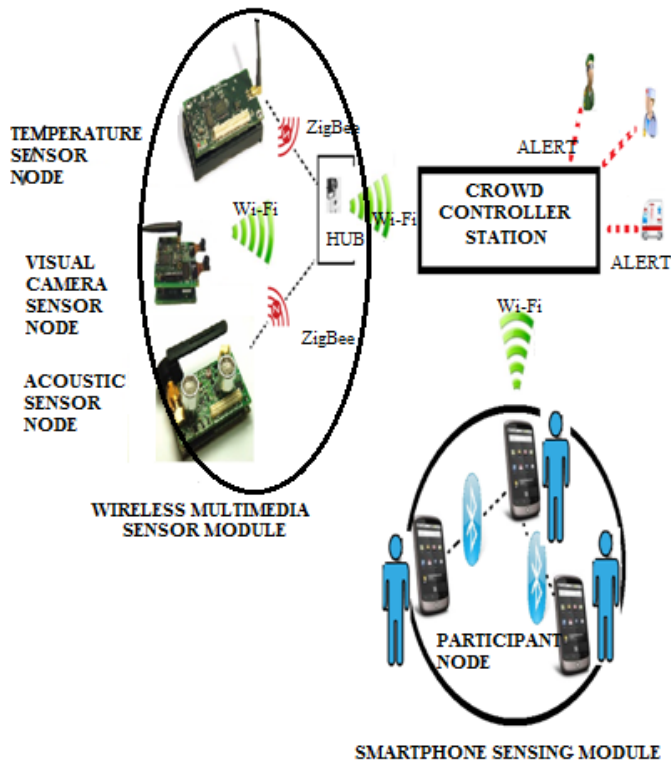 TEMPERATURE
SENSOR
NODE
ZigBee
Wi-Fi
HUB
Wi-Fi
VISUAL
CAMERA
SENSOR
NODE
ZigBee
ACOUSTIC
SENSOR
NODE
WIRELESS MULTIMEDIA
SENSOR MODULE
ALERT
CROWD
CONTROLLER
STATION
ALERT
Wi-Fi
PARTICIPANT
NODE
SMARTPHONE SENSING MODULE